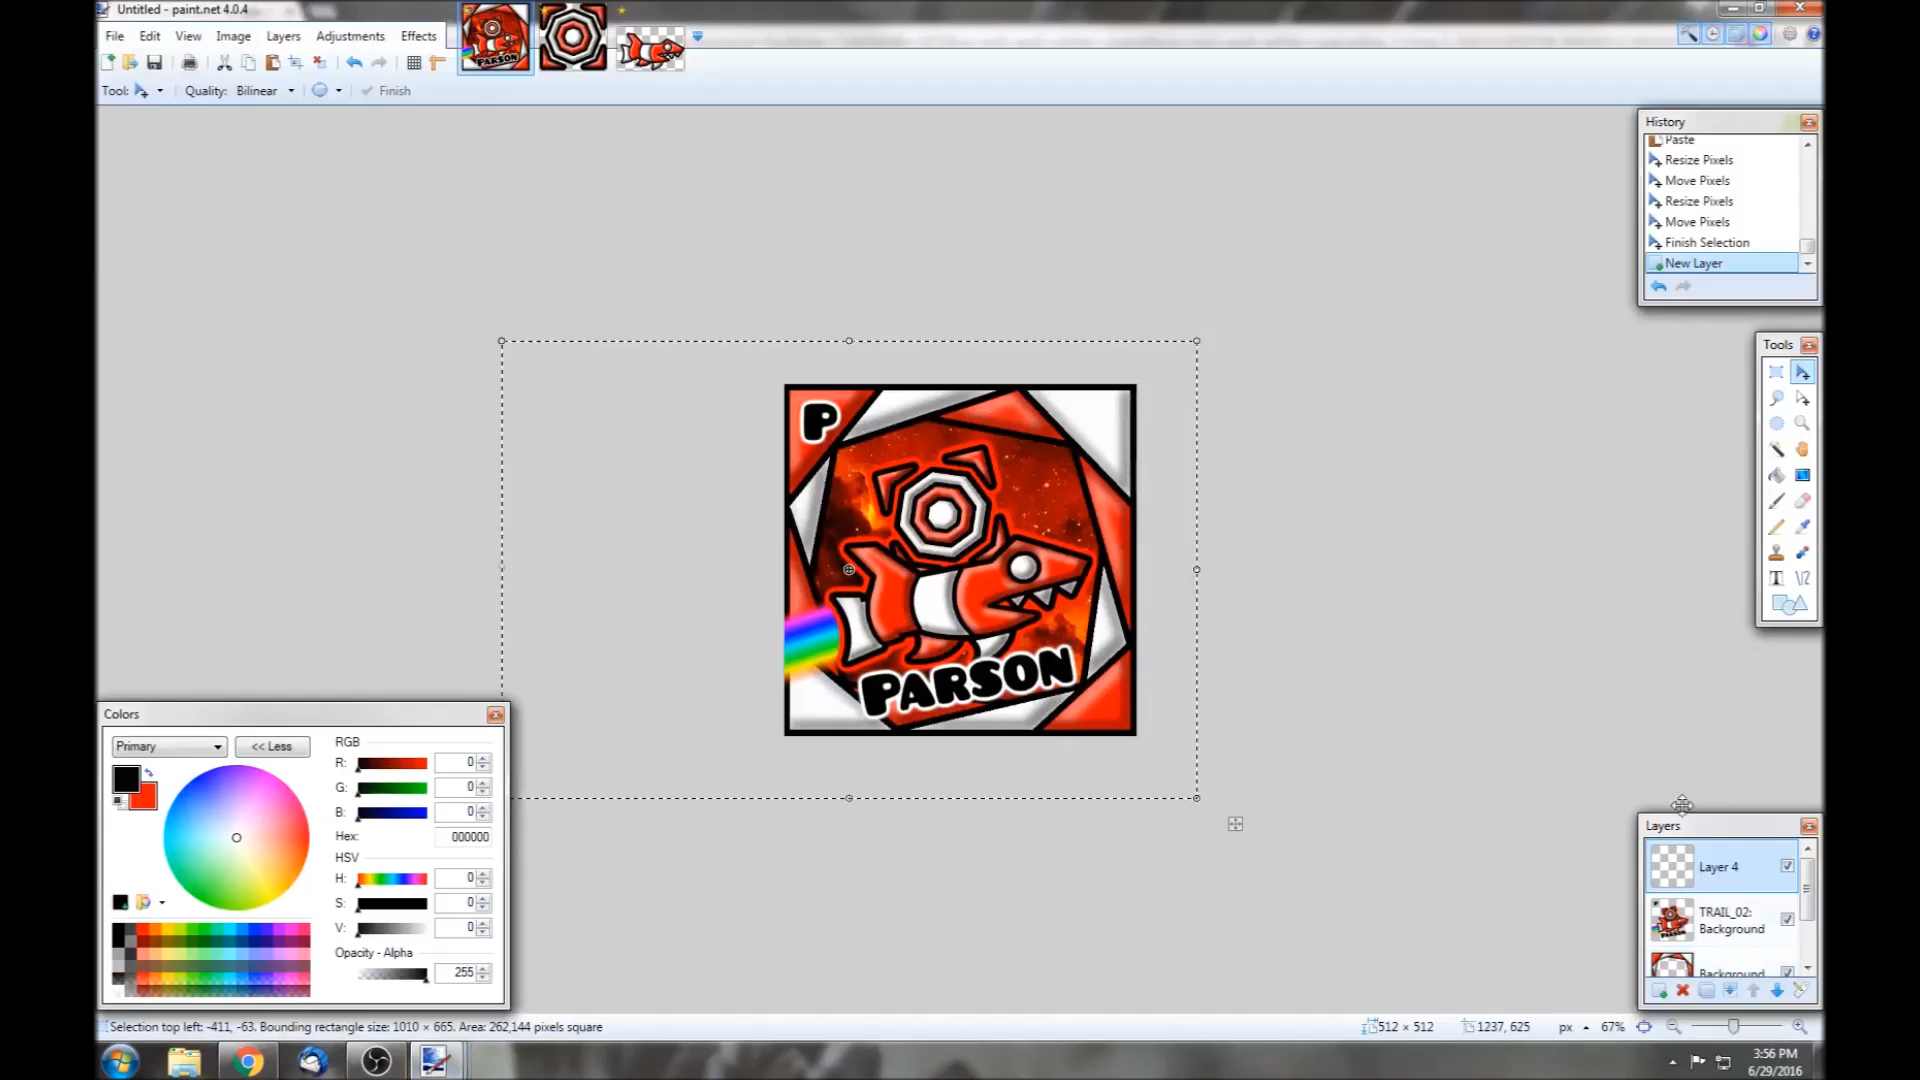 Untitled - paint.net 4.0.4
File Edit View Image Layers Adjustments Effects
Tool: Quality: Bilinear Finish
History
Paste
Resize Pixels
Move Pixels
Resize Pixels
Move Pixels
Finish Selection
New Layer
Tools
P
PARSON
Colors
Primary << Less
RGB
R: 0
G: 0
B: 0
Hex: 000000
HSV
H: 0
S: 0
V: 0
Opacity - Alpha
255
Layers
Layer 4
TRAIL_02:
Background
Background
Selection top left: -411, -63. Bounding rectangle size: 1010 × 665. Area: 262,144 pixels square
512 × 512 1237, 625 px 67%
3:56 PM
6/29/2016